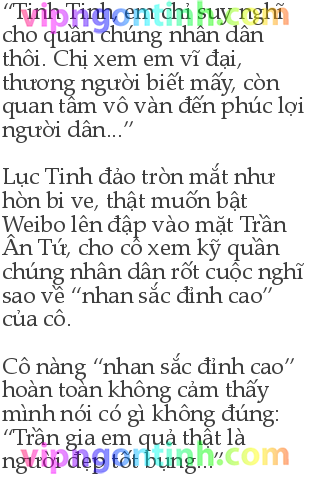 “Tinh Tinh, em chỉ suy nghĩ
cho quần chúng nhân dân
thôi. Chị xem em vĩ đại,
thương người biết mấy, còn
quan tâm vô vàn đến phúc lợi
người dân...”
Lục Tinh đảo tròn mắt như
hòn bi ve, thật muốn bật
Weibo lên đập vào mặt Trần
Ân Tứ, cho cô xem kỹ quần
chúng nhân dân rốt cuộc nghĩ
sao về “nhan sắc đỉnh cao”
của cô.
Cô nàng “nhan sắc đỉnh cao”
hoàn toàn không cảm thấy
mình nói có gì không đúng:
“Trần gia em quả thật là
người đẹp tốt bụng...”
vipngontinh.com
vipngontinh.com
vipngontinh.com